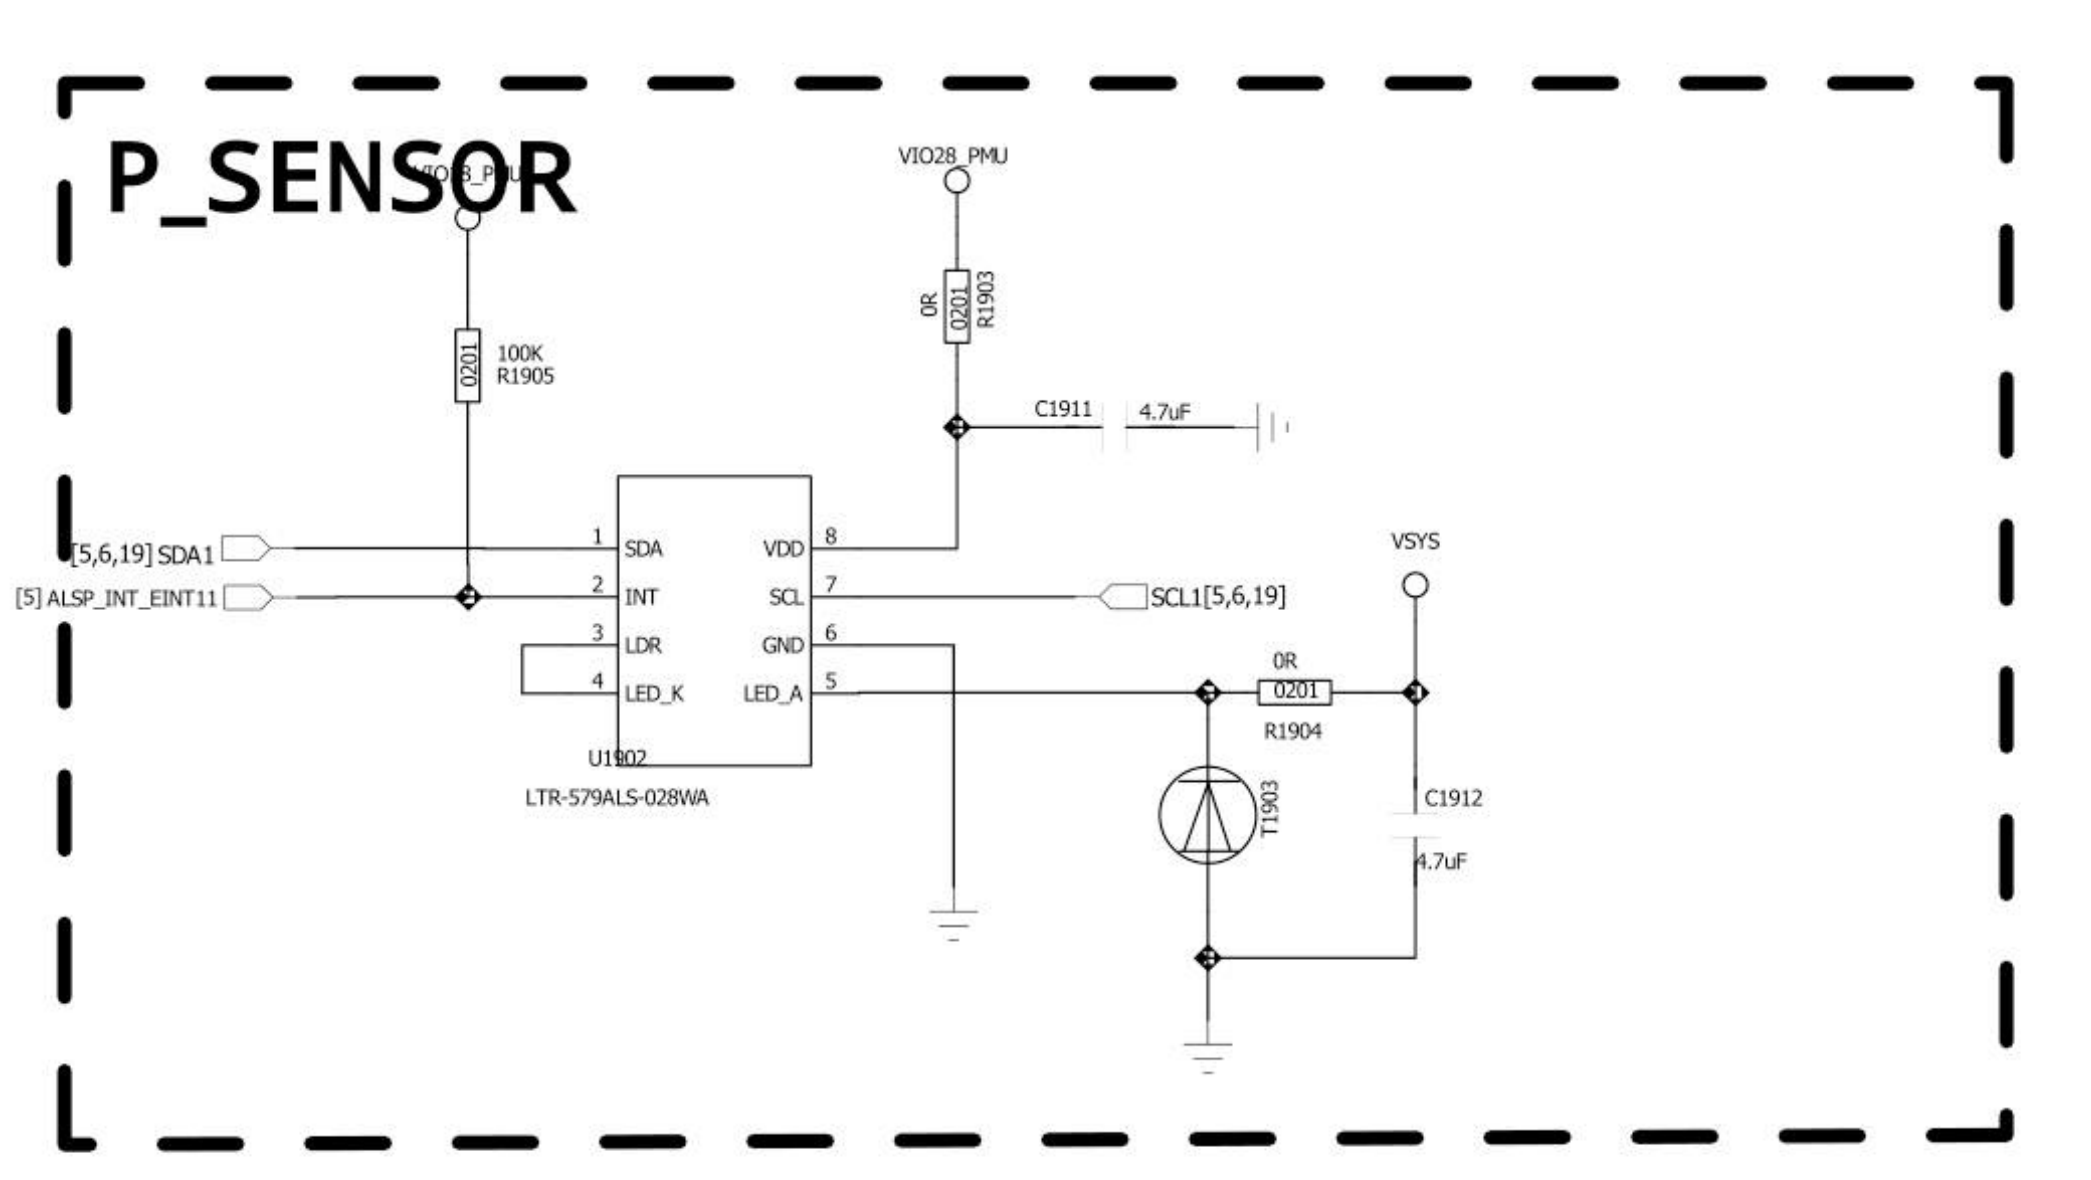 P_SENSOR
VIO28_PMU
VIO28_PMU
0R
0201
R1903
0201
100K
R1905
C1911
4.7uF
[5,6,19] SDA1
1
SDA
VDD
8
[5] ALSP_INT_EINT11
2
INT
SCL
7
SCL1[5,6,19]
3
LDR
GND
6
4
LED_K
LED_A
5
VSYS
0R
0201
R1904
U1902
LTR-579ALS-028WA
T1903
C1912
4.7uF